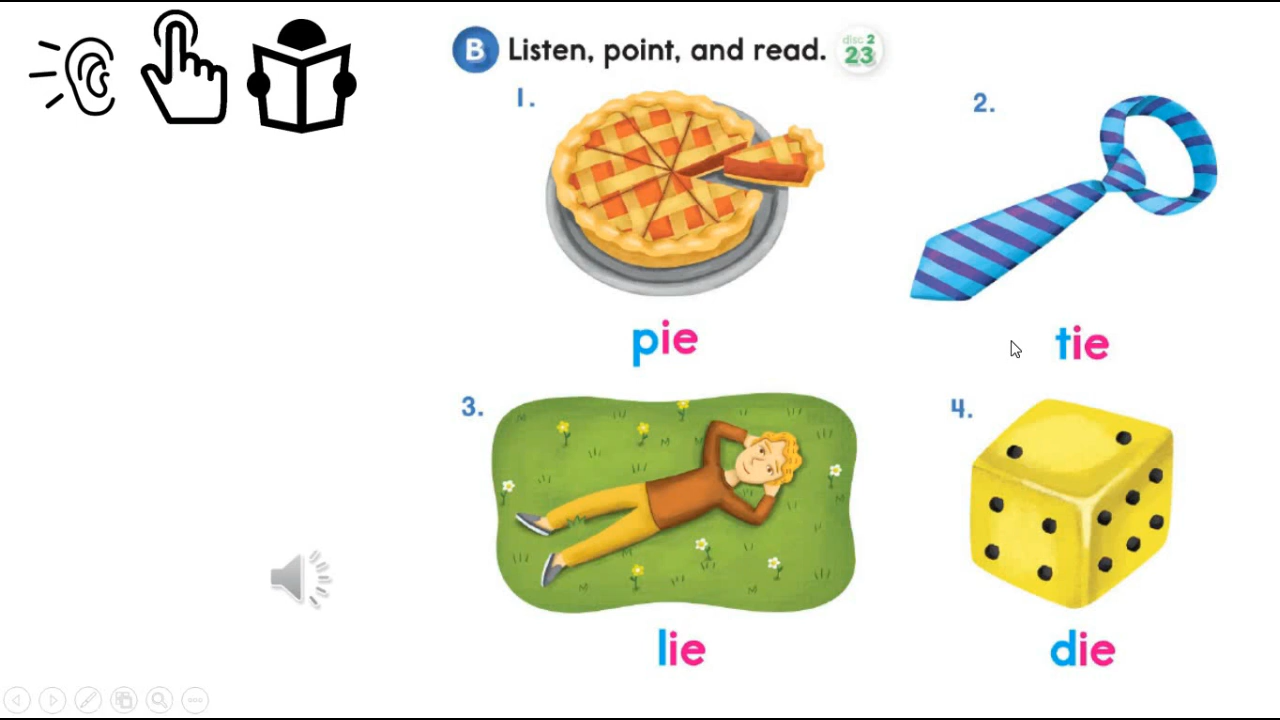 B Listen, point, and read. disc 2
23
1.
pie
2.
tie
3.
lie
4.
die